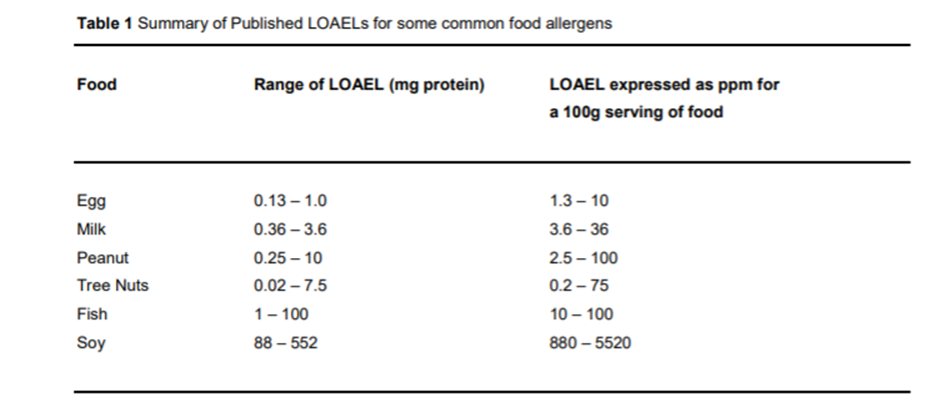 Table 1 Summary of Published LOAELs for some common food allergens
Food Range of LOAEL (mg protein) LOAEL expressed as ppm for
a 100g serving of food
Egg 0.13 – 1.0 1.3 – 10
Milk 0.36 – 3.6 3.6 – 36
Peanut 0.25 – 10 2.5 – 100
Tree Nuts 0.02 – 7.5 0.2 – 75
Fish 1 – 100 10 – 100
Soy 88 – 552 880 – 5520